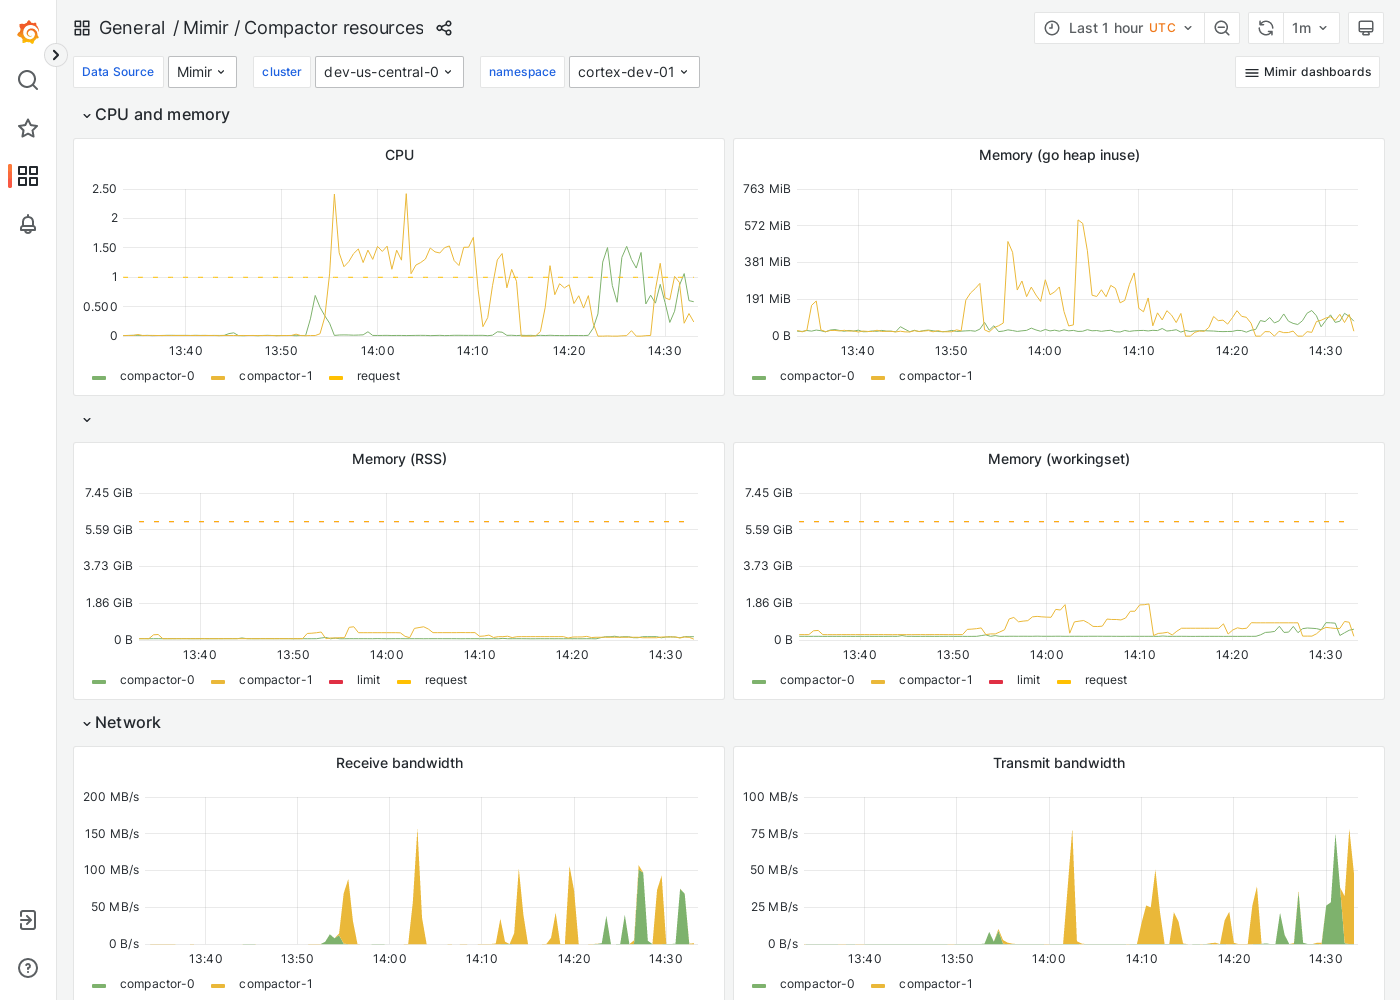 General / Mimir / Compactor resources
Last 1 hour UTC
1m
Data Source
Mimir
cluster
dev-us-central-0
namespace
cortex-dev-01
Mimir dashboards
CPU and memory
CPU
2.50
2
1.50
1
0.500
0
13:40 13:50 14:00 14:10 14:20 14:30
compactor-0 compactor-1 request
Memory (go heap inuse)
763 MiB
572 MiB
381 MiB
191 MiB
0 B
13:40 13:50 14:00 14:10 14:20 14:30
compactor-0 compactor-1
Memory (RSS)
7.45 GiB
5.59 GiB
3.73 GiB
1.86 GiB
0 B
13:40 13:50 14:00 14:10 14:20 14:30
compactor-0 compactor-1 limit request
Memory (workingset)
7.45 GiB
5.59 GiB
3.73 GiB
1.86 GiB
0 B
13:40 13:50 14:00 14:10 14:20 14:30
compactor-0 compactor-1 limit request
Network
Receive bandwidth
200 MB/s
150 MB/s
100 MB/s
50 MB/s
0 B/s
13:40 13:50 14:00 14:10 14:20 14:30
compactor-0 compactor-1
Transmit bandwidth
100 MB/s
75 MB/s
50 MB/s
25 MB/s
0 B/s
13:40 13:50 14:00 14:10 14:20 14:30
compactor-0 compactor-1